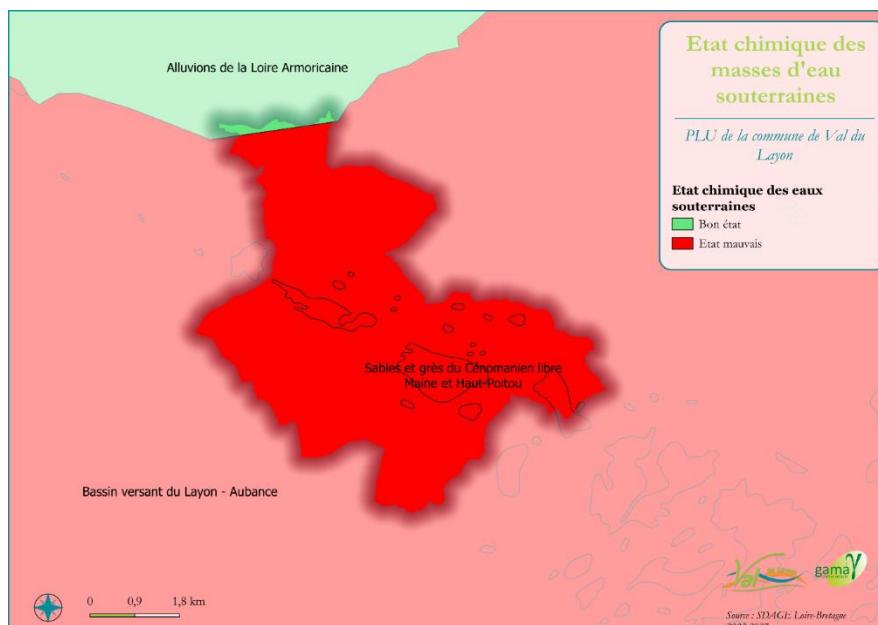 Etat chimique des
masses d'eau
souterraines
PLU de la commune de Val du
Layon
Etat chimique des eaux
souterraines
Bon état
Etat mauvais
Alluvions de la Loire Armoricaine
Sables et grès du Cénomanien libre
Maine et Haut-Poitou
Bassin versant du Layon - Aubance
0 0,9 1,8 km
Val
gama
Source : SDAGE Loire-Bretagne